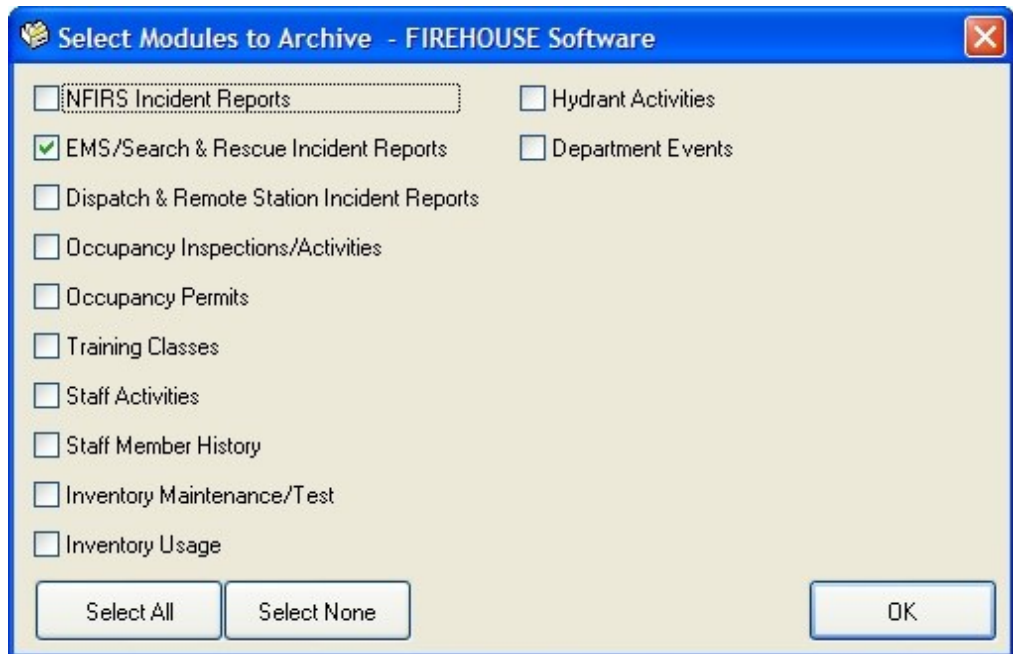 Select Modules to Archive - FIREHOUSE Software
NFIRS Incident Reports
EMS/Search & Rescue Incident Reports
Dispatch & Remote Station Incident Reports
Occupancy Inspections/Activities
Occupancy Permits
Training Classes
Staff Activities
Staff Member History
Inventory Maintenance/Test
Inventory Usage
Hydrant Activities
Department Events
Select All
Select None
OK